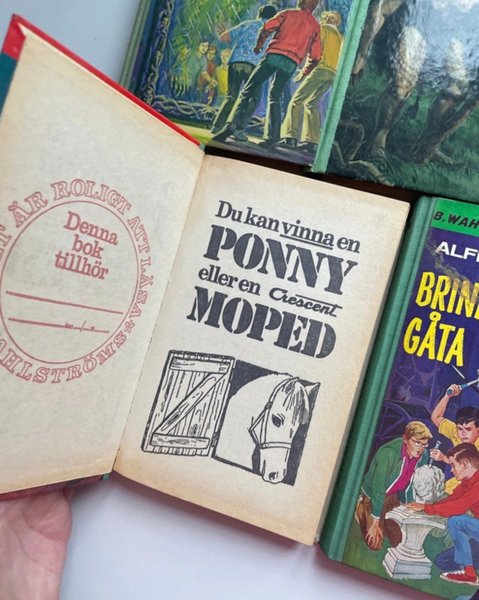 ÄR ROLIGT ATT LÄSA
Denna
bok
tillhör
AHLSTRÖMS
Du kan vinna en
PONNY
eller en Crescent
MOPED
B. WAH
ALF
BRIN
GÅTA